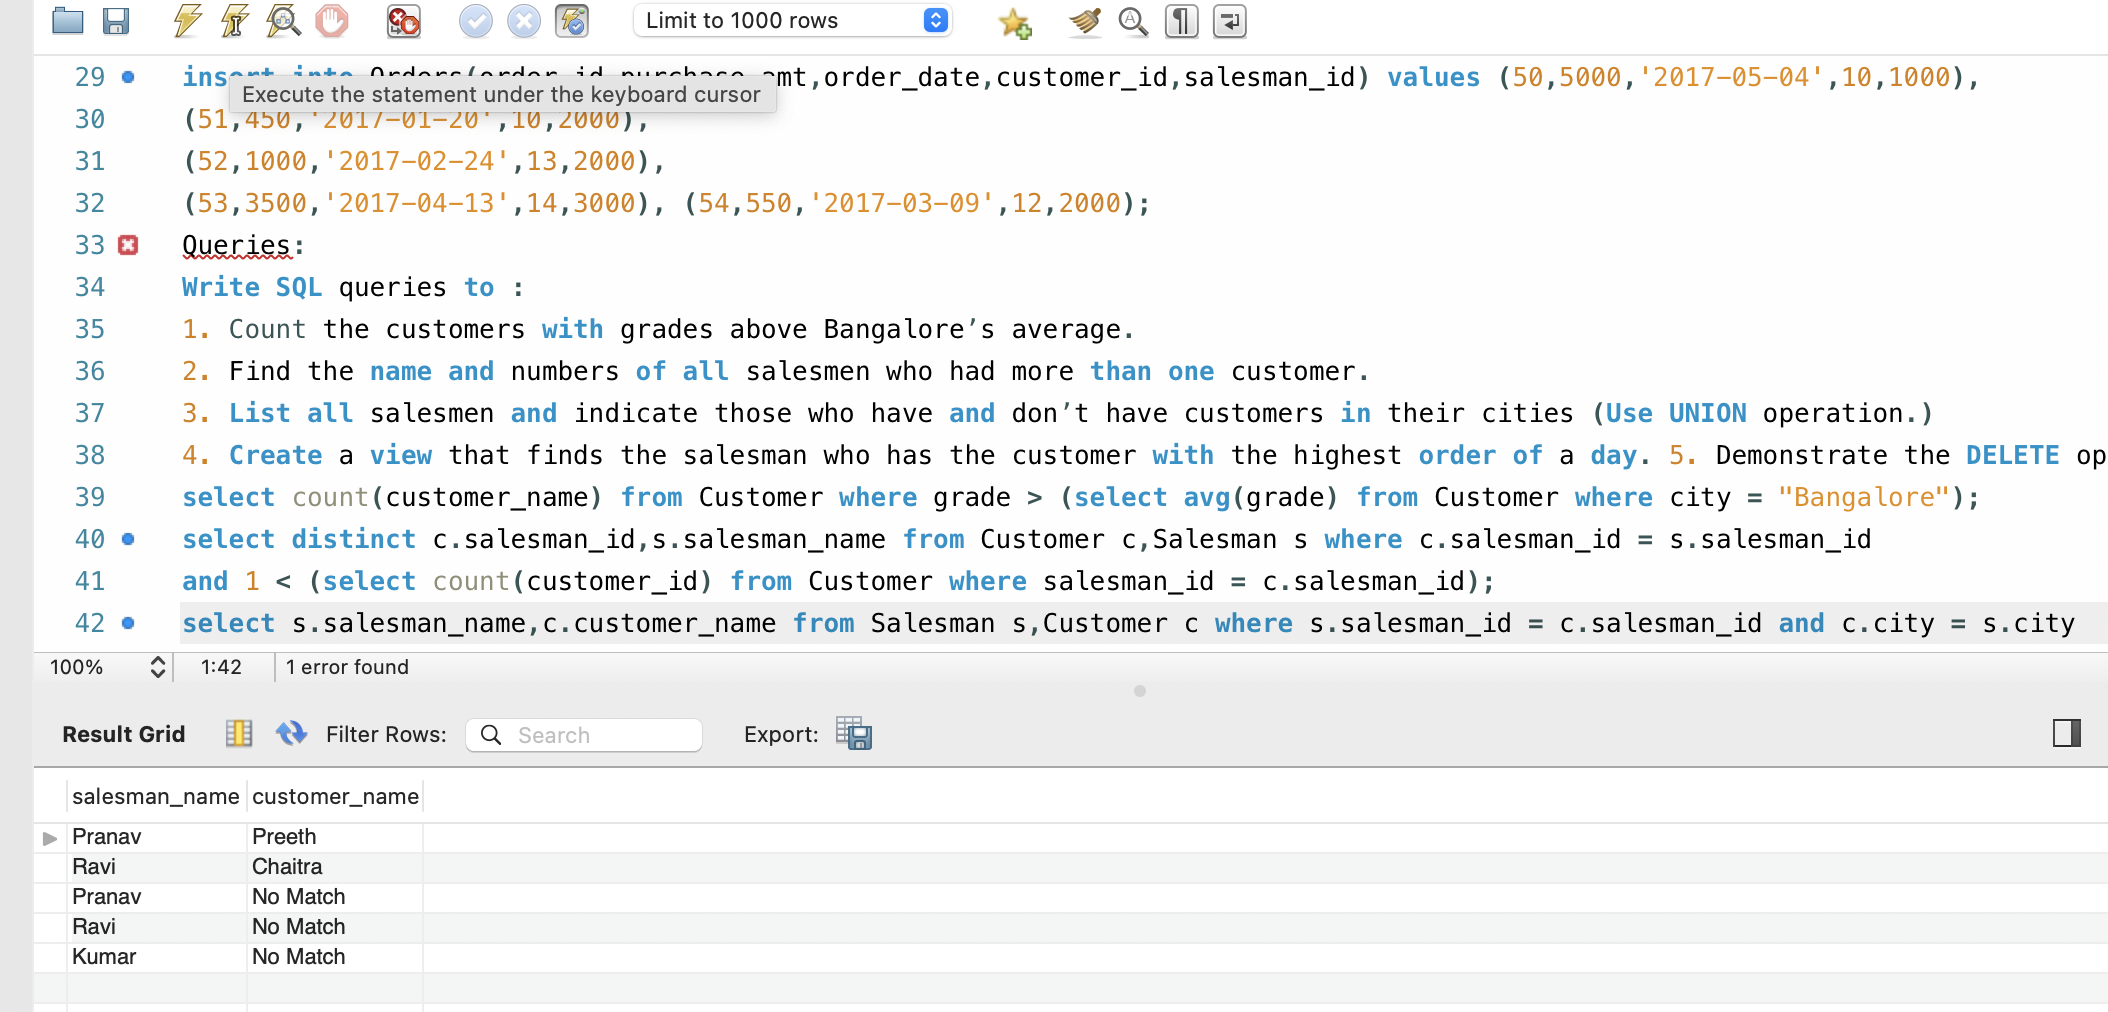 Limit to 1000 rows
29 insert into Orders(order_id,purchase_amt,order_date,customer_id,salesman_id) values (50,5000,'2017-05-04',10,1000),
Execute the statement under the keyboard cursor
30 (51,450,'2017-01-20',10,2000),
31 (52,1000,'2017-02-24',13,2000),
32 (53,3500,'2017-04-13',14,3000), (54,550,'2017-03-09',12,2000);
33 Queries:
34 Write SQL queries to :
35 1. Count the customers with grades above Bangalore’s average.
36 2. Find the name and numbers of all salesmen who had more than one customer.
37 3. List all salesmen and indicate those who have and don’t have customers in their cities (Use UNION operation.)
38 4. Create a view that finds the salesman who has the customer with the highest order of a day. 5. Demonstrate the DELETE op
39 select count(customer_name) from Customer where grade > (select avg(grade) from Customer where city = "Bangalore");
40 select distinct c.salesman_id,s.salesman_name from Customer c,Salesman s where c.salesman_id = s.salesman_id
41 and 1 < (select count(customer_id) from Customer where salesman_id = c.salesman_id);
42 select s.salesman_name,c.customer_name from Salesman s,Customer c where s.salesman_id = c.salesman_id and c.city = s.city
100% 1:42 1 error found
Result Grid Filter Rows: Search Export:
salesman_name customer_name
Pranav Preeth
Ravi Chaitra
Pranav No Match
Ravi No Match
Kumar No Match